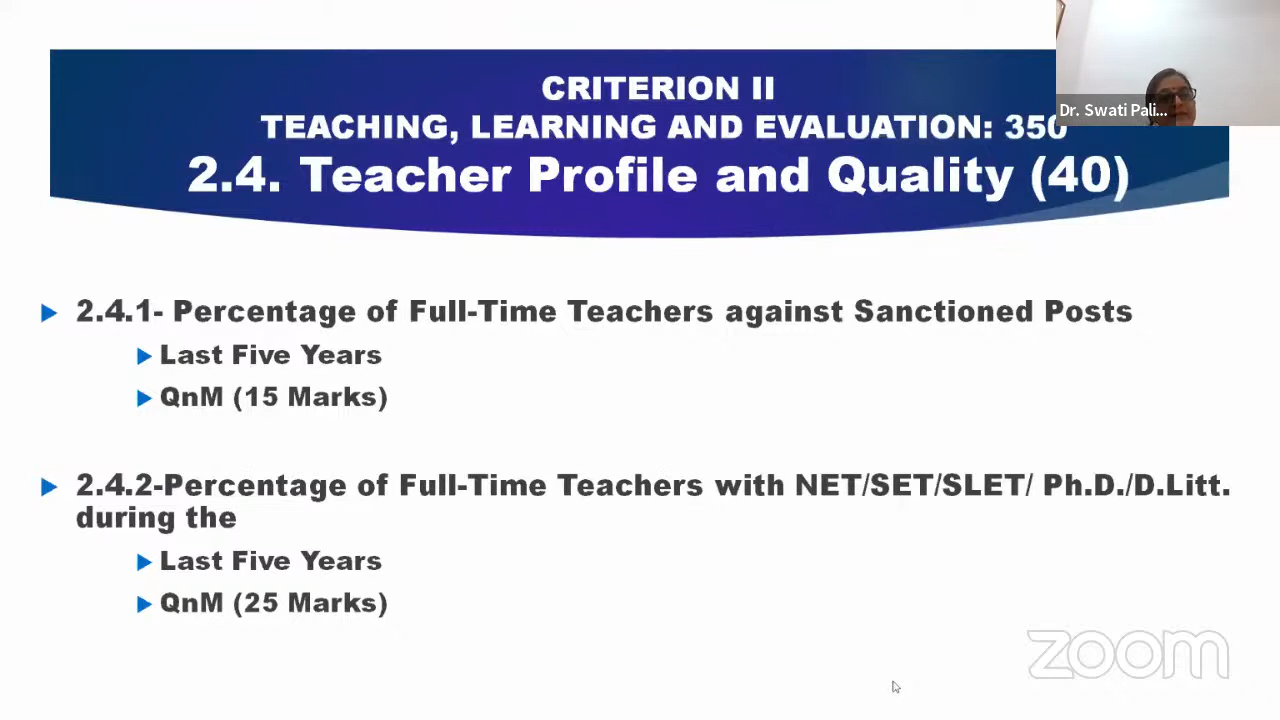 CRITERION II
TEACHING, LEARNING AND EVALUATION: 350
2.4. Teacher Profile and Quality (40)
Dr. Swati Pali...
2.4.1- Percentage of Full-Time Teachers against Sanctioned Posts
Last Five Years
QnM (15 Marks)
2.4.2-Percentage of Full-Time Teachers with NET/SET/SLET/ Ph.D./D.Litt.
during the
Last Five Years
QnM (25 Marks)
zoom